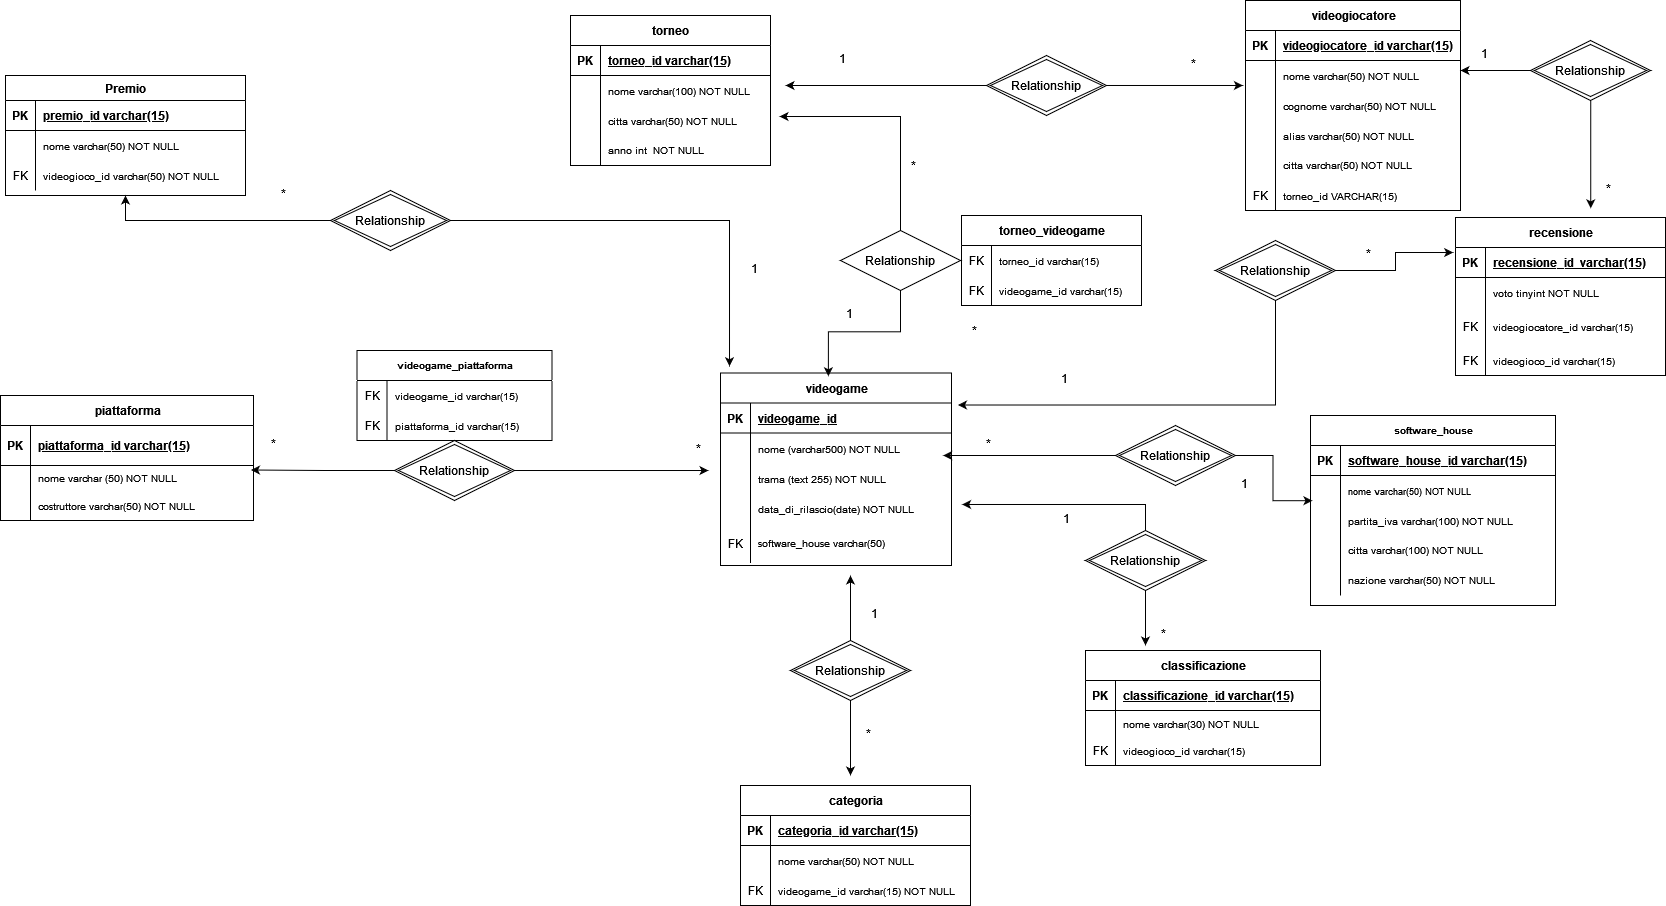 torneo
PK torneo_id varchar(15)
nome varchar(100) NOT NULL
citta varchar(50) NOT NULL
anno int NOT NULL
1
Relationship
*
videogiocatore
PK videogiocatore_id varchar(15)
nome varchar(50) NOT NULL
cognome varchar(50) NOT NULL
alias varchar(50) NOT NULL
citta varchar(50) NOT NULL
FK torneo_id VARCHAR(15)
1
Relationship
*
Premio
PK premio_id varchar(15)
nome varchar(50) NOT NULL
FK videogioco_id varchar(50) NOT NULL
*
Relationship
1
*
Relationship
1
torneo_videogame
FK torneo_id varchar(15)
FK videogame_id varchar(15)
*
Relationship
*
1
recensione
PK recensione_id varchar(15)
voto tinyint NOT NULL
FK videogiocatore_id varchar(15)
FK videogioco_id varchar(15)
videogame_piattaforma
FK videogame_id varchar(15)
FK piattaforma_id varchar(15)
piattaforma
PK piattaforma_id varchar(15)
nome varchar (50) NOT NULL
costruttore varchar(50) NOT NULL
*
Relationship
*
videogame
PK videogame_id
nome (varchar500) NOT NULL
trama (text 255) NOT NULL
data_di_rilascio(date) NOT NULL
FK software_house varchar(50)
*
Relationship
1
software_house
PK software_house_id varchar(15)
nome varchar(50) NOT NULL
partita_iva varchar(100) NOT NULL
citta varchar(100) NOT NULL
nazione varchar(50) NOT NULL
1
Relationship
*
classificazione
PK classificazione_id varchar(15)
nome varchar(30) NOT NULL
FK videogioco_id varchar(15)
1
Relationship
*
categoria
PK categoria_id varchar(15)
nome varchar(50) NOT NULL
FK videogame_id varchar(15) NOT NULL